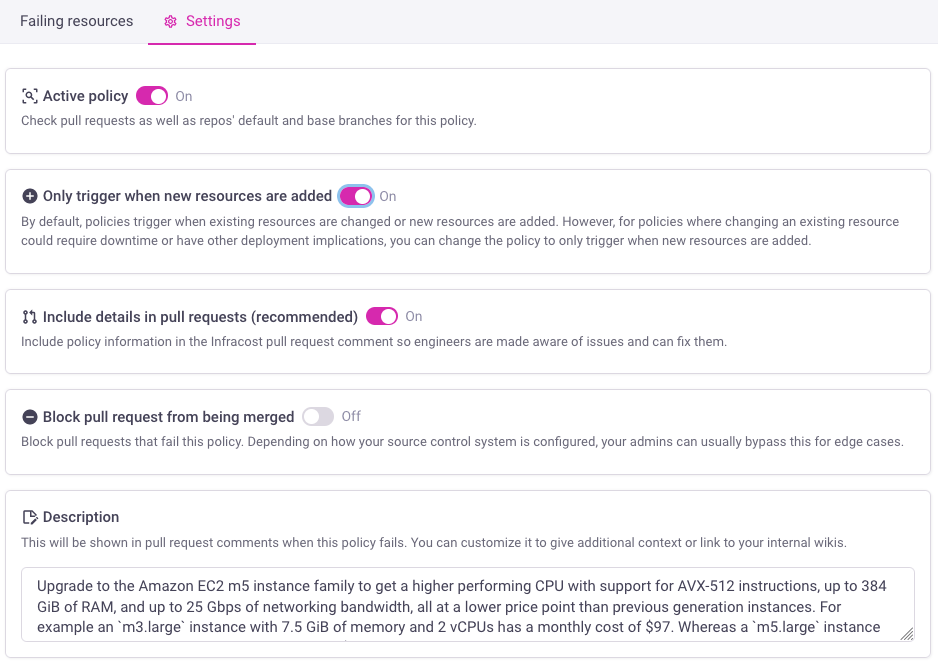 Failing resources
Settings
Active policy On
Check pull requests as well as repos' default and base branches for this policy.
Only trigger when new resources are added On
By default, policies trigger when existing resources are changed or new resources are added. However, for policies where changing an existing resource
could require downtime or have other deployment implications, you can change the policy to only trigger when new resources are added.
Include details in pull requests (recommended) On
Include policy information in the Infracost pull request comment so engineers are made aware of issues and can fix them.
Block pull request from being merged Off
Block pull requests that fail this policy. Depending on how your source control system is configured, your admins can usually bypass this for edge cases.
Description
This will be shown in pull request comments when this policy fails. You can customize it to give additional context or link to your internal wikis.
Upgrade to the Amazon EC2 m5 instance family to get a higher performing CPU with support for AVX-512 instructions, up to 384
GiB of RAM, and up to 25 Gbps of networking bandwidth, all at a lower price point than previous generation instances. For
example an `m3.large` instance with 7.5 GiB of memory and 2 vCPUs has a monthly cost of $97. Whereas a `m5.large` instance